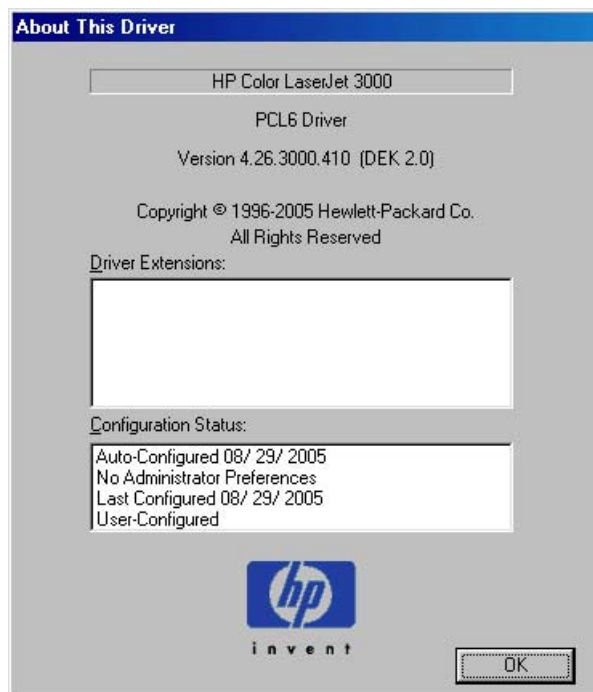 About This Driver
HP Color LaserJet 3000
PCL6 Driver
Version 4.26.3000.410 (DEK 2.0)
Copyright © 1996-2005 Hewlett-Packard Co.
All Rights Reserved
Driver Extensions:
Configuration Status:
Auto-Configured 08/ 29/ 2005
No Administrator Preferences
Last Configured 08/ 29/ 2005
User-Configured
hp
invent
OK